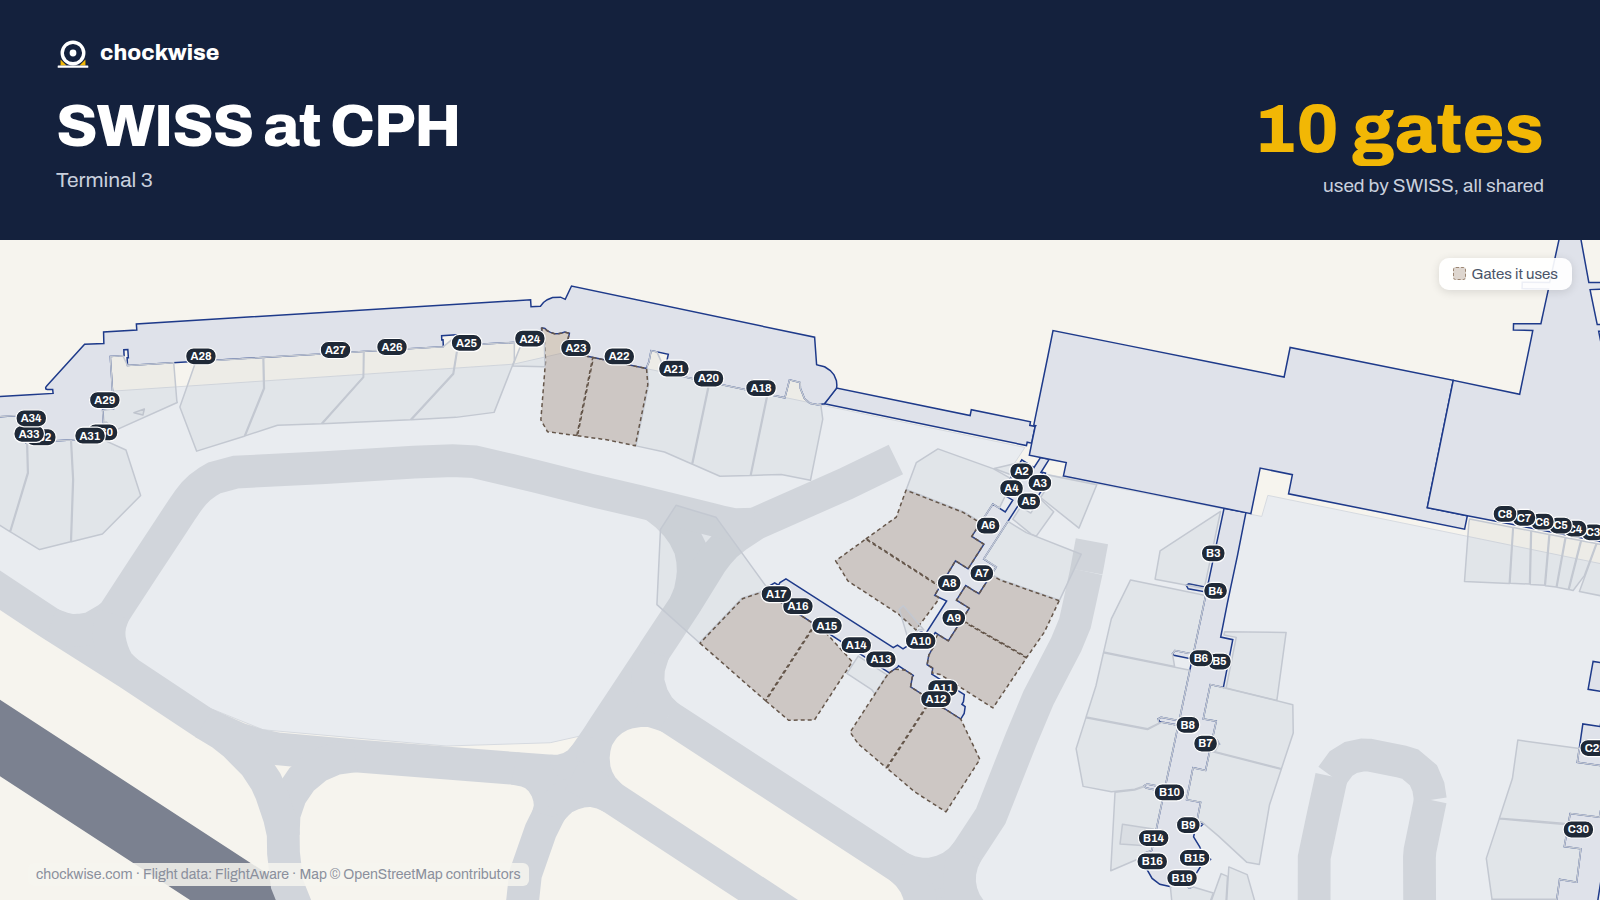 chockwise
SWISS at CPH
Terminal 3
10 gates
used by SWISS, all shared
Gates it uses
A28
A27
A26
A25
A24
A23
A22
A21
A20
A18
A29
A34
A33
A31
A2
A3
A4
A5
A6
A7
A8
A9
A10
A17
A16
A15
A14
A13
A11
A12
B3
B4
B6
B5
B8
B7
B10
B9
B14
B16
B15
B19
C8
C7
C6
C5
C4
C3
C30
chockwise.com · Flight data: FlightAware · Map © OpenStreetMap contributors